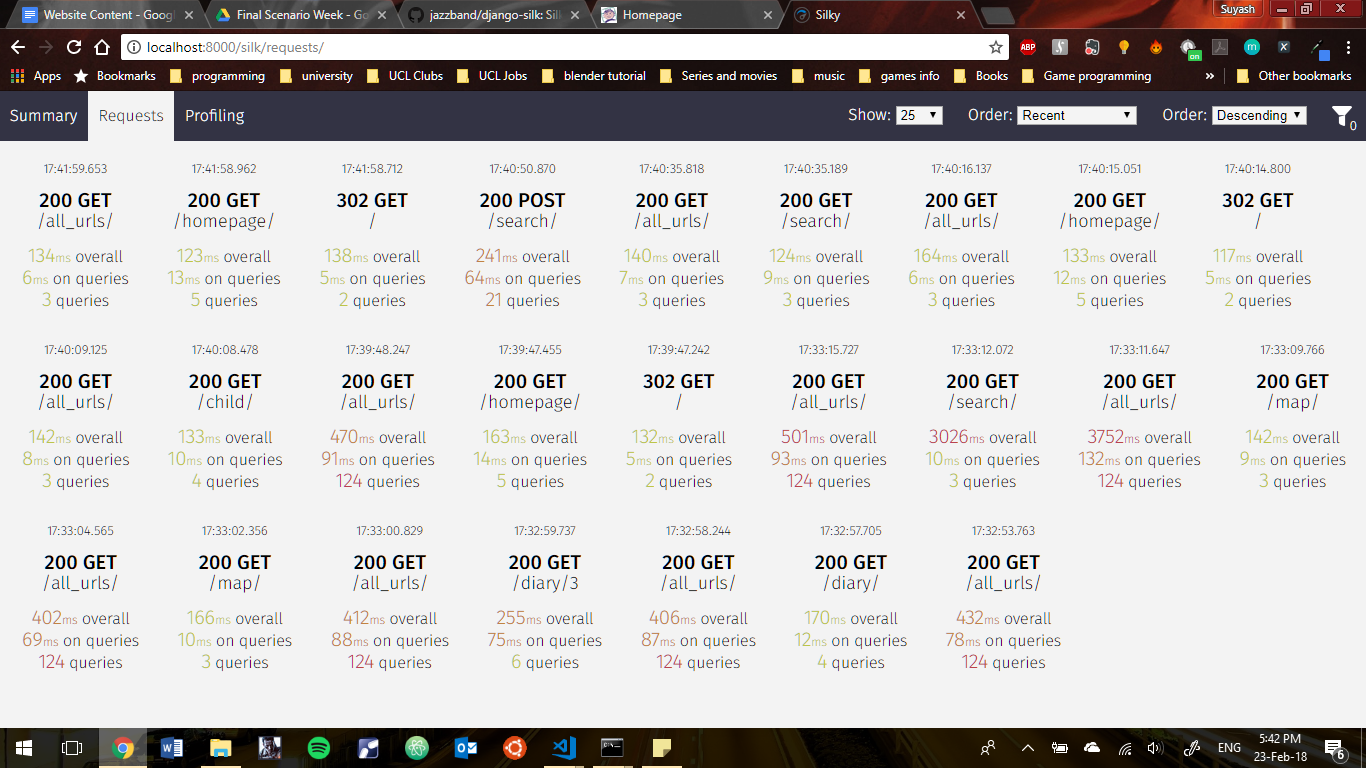 Website Content - Googl
Final Scenario Week - Go
jazzband/django-silk: Sil
Homepage
Silky
Suyash
localhost:8000/silk/requests/
ABP
on
Apps Bookmarks programming university UCL Clubs UCL Jobs blender tutorial Series and movies music games info Books Game programming » Other bookmarks
Summary Requests Profiling Show: 25 Order: Recent Order: Descending 0
17:41:59.653 17:41:58.962 17:41:58.712 17:40:50.870 17:40:35.818 17:40:35.189 17:40:16.137 17:40:15.051 17:40:14.800
200 GET 200 GET 302 GET 200 POST 200 GET 200 GET 200 GET 200 GET 302 GET
/all_urls/ /homepage/ / /search/ /all_urls/ /search/ /all_urls/ /homepage/ /
134ms overall 123ms overall 138ms overall 241ms overall 140ms overall 124ms overall 164ms overall 133ms overall 117ms overall
6ms on queries 13ms on queries 5ms on queries 64ms on queries 7ms on queries 9ms on queries 6ms on queries 12ms on queries 5ms on queries
3 queries 5 queries 2 queries 21 queries 3 queries 3 queries 3 queries 5 queries 2 queries
17:40:09.125 17:40:08.478 17:39:48.247 17:39:47.455 17:39:47.242 17:33:15.727 17:33:12.072 17:33:11.647 17:33:09.766
200 GET 200 GET 200 GET 200 GET 302 GET 200 GET 200 GET 200 GET 200 GET
/all_urls/ /child/ /all_urls/ /homepage/ / /all_urls/ /search/ /all_urls/ /map/
142ms overall 133ms overall 470ms overall 163ms overall 132ms overall 501ms overall 3026ms overall 3752ms overall 142ms overall
8ms on queries 10ms on queries 91ms on queries 14ms on queries 5ms on queries 93ms on queries 10ms on queries 132ms on queries 9ms on queries
3 queries 4 queries 124 queries 5 queries 2 queries 124 queries 3 queries 124 queries 3 queries
17:33:04.565 17:33:02.356 17:33:00.829 17:32:59.737 17:32:58.244 17:32:57.705 17:32:53.763
200 GET 200 GET 200 GET 200 GET 200 GET 200 GET 200 GET
/all_urls/ /map/ /all_urls/ /diary/3 /all_urls/ /diary/ /all_urls/
402ms overall 166ms overall 412ms overall 255ms overall 406ms overall 170ms overall 432ms overall
69ms on queries 10ms on queries 88ms on queries 75ms on queries 87ms on queries 12ms on queries 78ms on queries
124 queries 3 queries 124 queries 6 queries 124 queries 4 queries 124 queries
ENG
5:42 PM
23-Feb-18
6